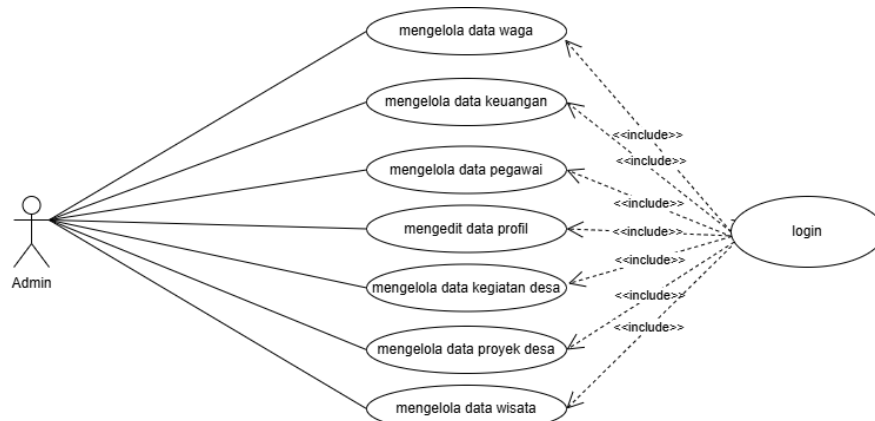 mengelola data waga
mengelola data keuangan
<<include>>
<<include>>
mengelola data pegawai
<<include>>
mengedit data profil
<<include>>
login
<<include>>
Admin
mengelola data kegiatan desa
<<include>>
<<include>>
mengelola data proyek desa
mengelola data wisata